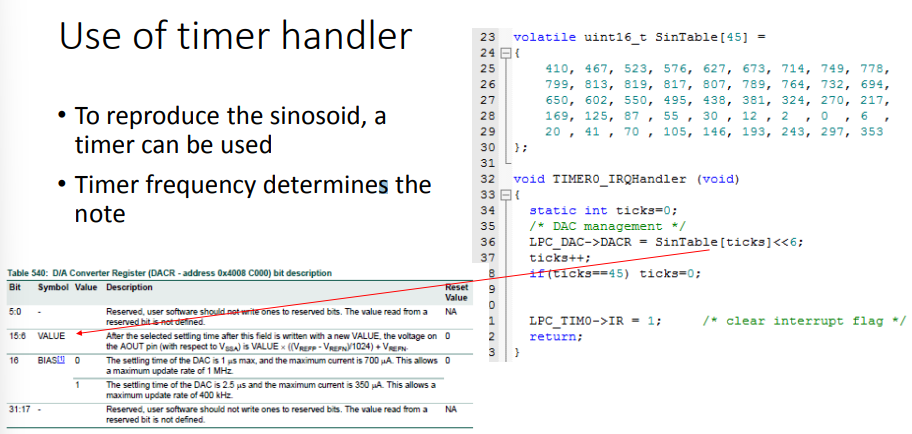 Use of timer handler
• To reproduce the sinosoid, a
timer can be used
• Timer frequency determines the
note
23 volatile uint16_t SinTable[45] =
24 {
25 410, 467, 523, 576, 627, 673, 714, 749, 778,
26 799, 813, 819, 817, 807, 789, 764, 732, 694,
27 650, 602, 550, 495, 438, 381, 324, 270, 217,
28 169, 125, 87 , 55 , 30 , 12 , 2 , 0 , 6 ,
29 20 , 41 , 70 , 105, 146, 193, 243, 297, 353
30 };
31
32 void TIMER0_IRQHandler (void)
33 {
34 static int ticks=0;
35 /* DAC management */
36 LPC_DAC->DACR = SinTable[ticks]<<6;
37 ticks++;
8 if(ticks==45) ticks=0;
9
0
1 LPC_TIM0->IR = 1; /* clear interrupt flag */
2 return;
3 }
Table 540: D/A Converter Register (DACR - address 0x4008 C000) bit description
Bit Symbol Value Description Reset
Value
5:0 - Reserved, user software should not write ones to reserved bits. The value read from a NA
reserved bit is not defined.
15:6 VALUE After the selected settling time after this field is written with a new VALUE, the voltage on 0
the AOUT pin (with respect to VSSA) is VALUE × ((VREFP - VREFN)/1024) + VREFN.
16 BIAS[1] 0 The settling time of the DAC is 1 μs max, and the maximum current is 700 μA. This allows 0
a maximum update rate of 1 MHz.
1 The settling time of the DAC is 2.5 μs and the maximum current is 350 μA. This allows a
maximum update rate of 400 kHz.
31:17 - Reserved, user software should not write ones to reserved bits. The value read from a NA
reserved bit is not defined.